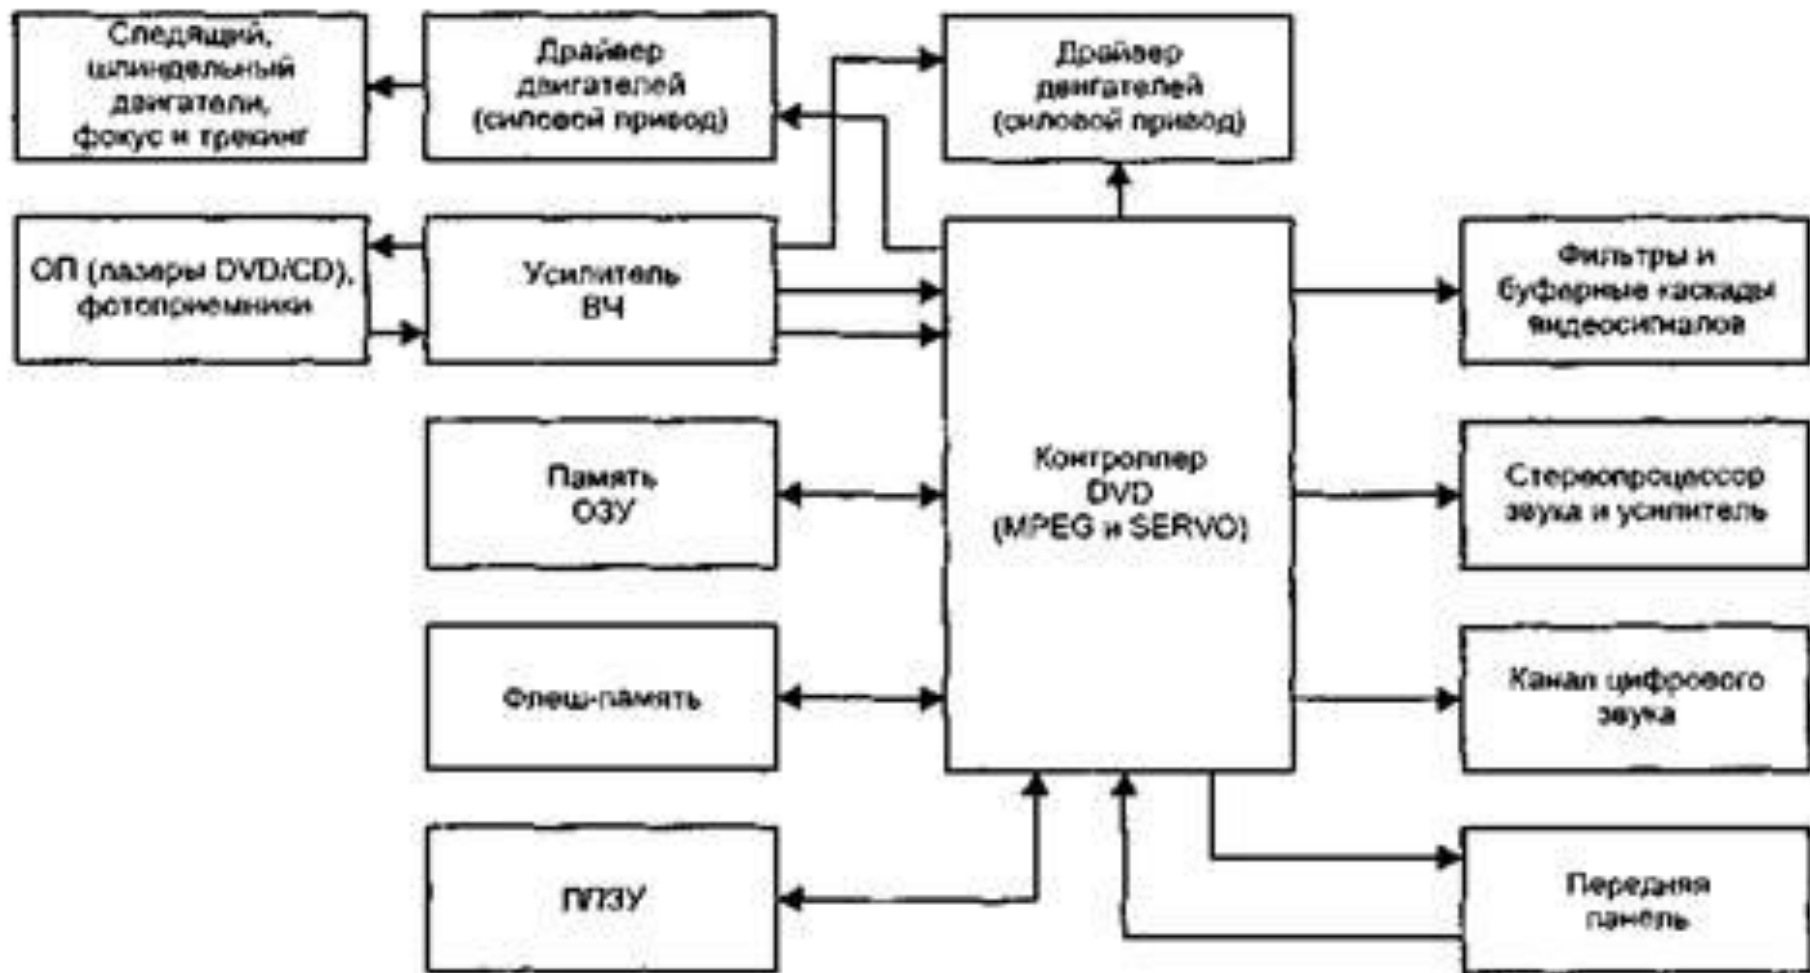 Следящий,
шпиндельный
двигатели,
фокус и трекинг
Драйвер
двигателей
(силовой привод)
Драйвер
двигателей
(силовой привод)
ОП (лазеры DVD/CD),
фотоприемники
Усилитель
ВЧ
Фильтры и
буферные каскады
видеосигналов
Память
ОЗУ
Контроллер
DVD
(MPEG и SERVO)
Стереопроцессор
звука и усилитель
Флеш-память
Канал цифрового
звука
ППЗУ
Передняя
панель